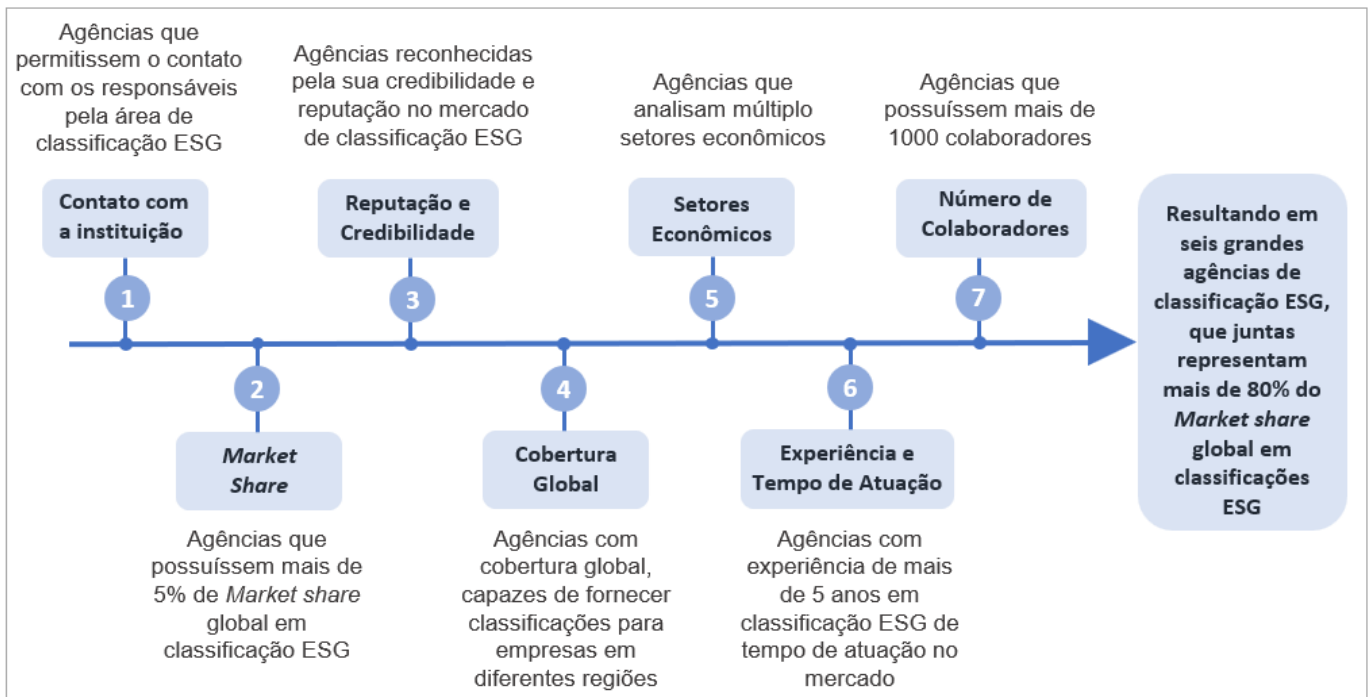 Agências que
permitissem o contato
com os responsáveis
pela área de
classificação ESG
Contato com
a instituição
1
2
Market
Share
Agências que
possuíssem mais de
5% de Market share
global em
classificação ESG
Agências reconhecidas
pela sua credibilidade e
reputação no mercado
de classificação ESG
Reputação e
Credibilidade
3
4
Cobertura
Global
Agências com
cobertura global,
capazes de fornecer
classificações para
empresas em
diferentes regiões
Agências que
analisam múltiplo
setores econômicos
Setores
Econômicos
5
6
Experiência e
Tempo de Atuação
Agências com
experiência de mais
de 5 anos em
classificação ESG de
tempo de atuação no
mercado
Agências que
possuíssem mais de
1000 colaboradores
Número de
Colaboradores
7
Resultando em
seis grandes
agências de
classificação ESG,
que juntas
representam
mais de 80% do
Market share
global em
classificações
ESG